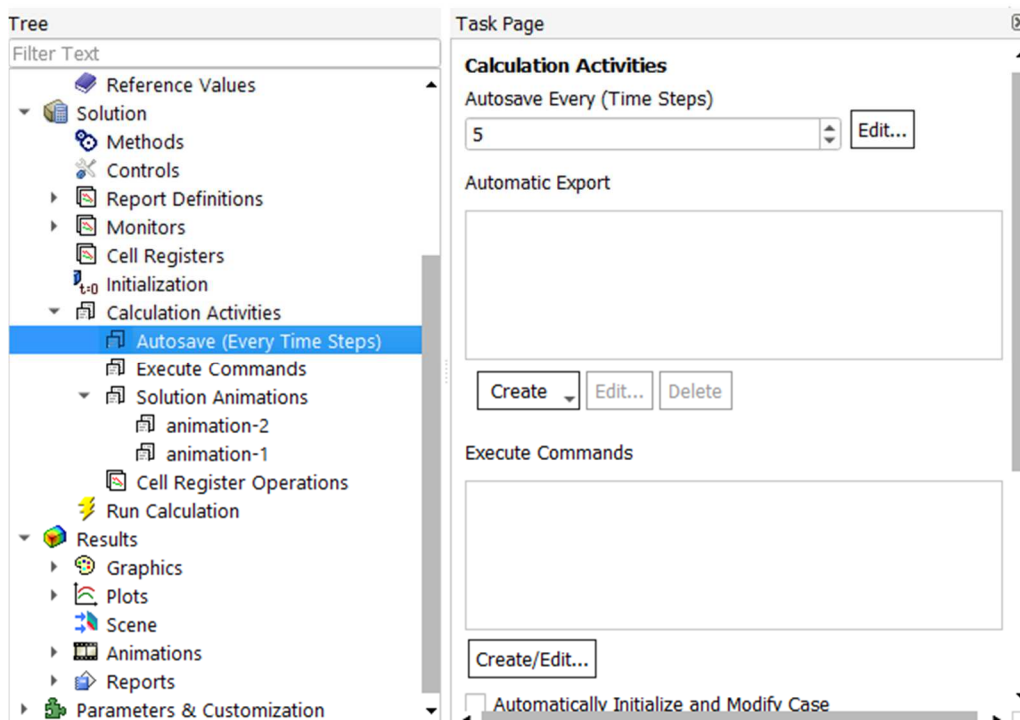 Tree
Filter Text
Reference Values
Solution
Methods
Controls
Report Definitions
Monitors
Cell Registers
t=0 Initialization
Calculation Activities
Autosave (Every Time Steps)
Execute Commands
Solution Animations
animation-2
animation-1
Cell Register Operations
Run Calculation
Results
Graphics
Plots
Scene
Animations
Reports
Parameters & Customization
Task Page
Calculation Activities
Autosave Every (Time Steps)
5 Edit...
Automatic Export
Create Edit... Delete
Execute Commands
Create/Edit...
Automatically Initialize and Modify Case